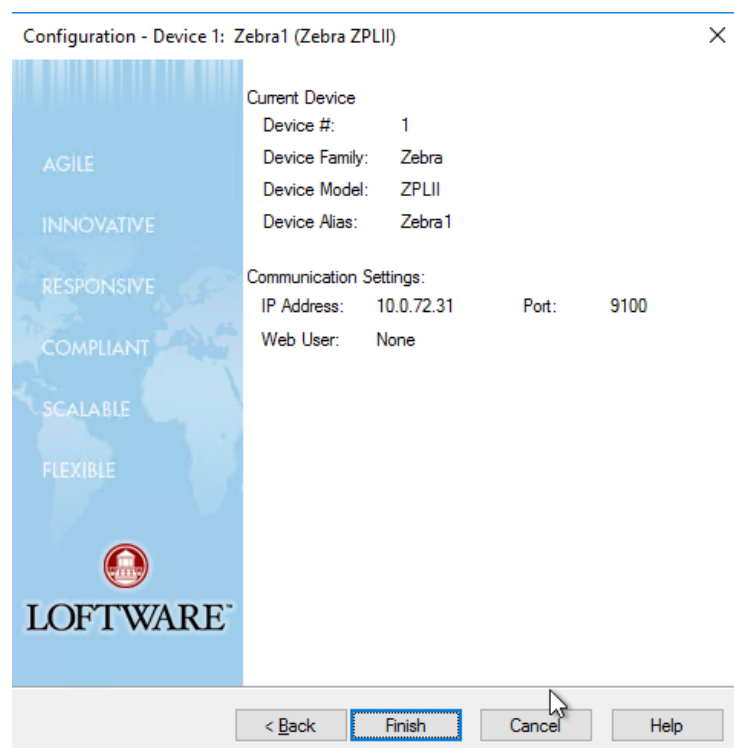 Configuration - Device 1: Zebra1 (Zebra ZPLII)
AGILE
INNOVATIVE
RESPONSIVE
COMPLIANT
SCALABLE
FLEXIBLE
LOFTWARE™
Current Device
Device #: 1
Device Family: Zebra
Device Model: ZPLII
Device Alias: Zebra1
Communication Settings:
IP Address: 10.0.72.31 Port: 9100
Web User: None
< Back Finish Cancel Help